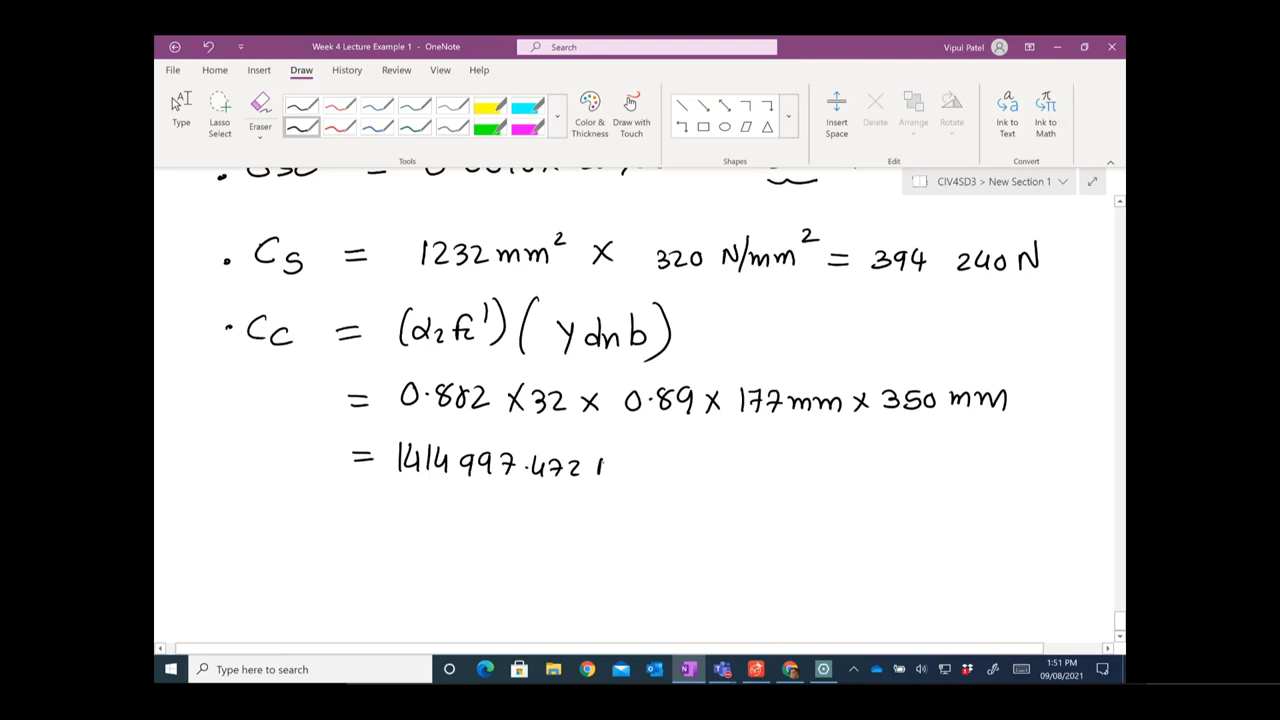 Week 4 Lecture Example 1 - OneNote
Search
Vipul Patel
File Home Insert Draw History Review View Help
Type
Lasso Select
Eraser
Color & Thickness
Draw with Touch
Insert Space
Delete
Arrange
Rotate
Ink to Text
Ink to Math
Tools
Shapes
Edit
Convert
CIV4SD3 > New Section 1
. Cs = 1232 mm² × 320 N/mm² = 394 240 N
· Cc = (α₂fc')(γ dn b)
= 0.882 × 32 × 0.89 × 177 mm × 350 mm
= 1414 997.472
Type here to search
1:51 PM
09/08/2021